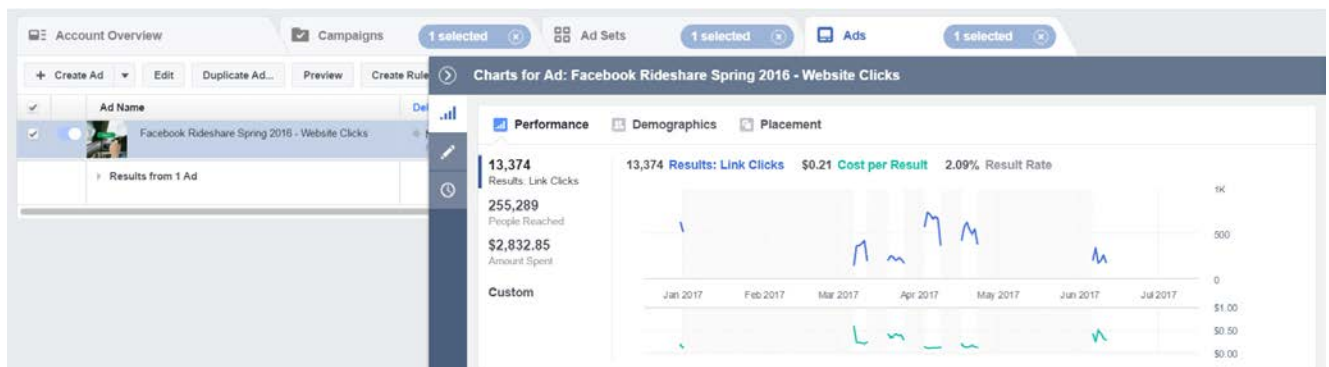 Account Overview
Campaigns
1 selected
Ad Sets
1 selected
Ads
1 selected
+ Create Ad
Edit
Duplicate Ad...
Preview
Create Rule
Charts for Ad: Facebook Rideshare Spring 2016 - Website Clicks
Ad Name
Del
Facebook Rideshare Spring 2016 - Website Clicks
Results from 1 Ad
Performance
Demographics
Placement
13,374
Results: Link Clicks
255,289
People Reached
$2,832.85
Amount Spent
Custom
13,374 Results: Link Clicks $0.21 Cost per Result 2.09% Result Rate
1K
500
0
Jan 2017 Feb 2017 Mar 2017 Apr 2017 May 2017 Jun 2017 Jul 2017
$1.00
$0.50
$0.00